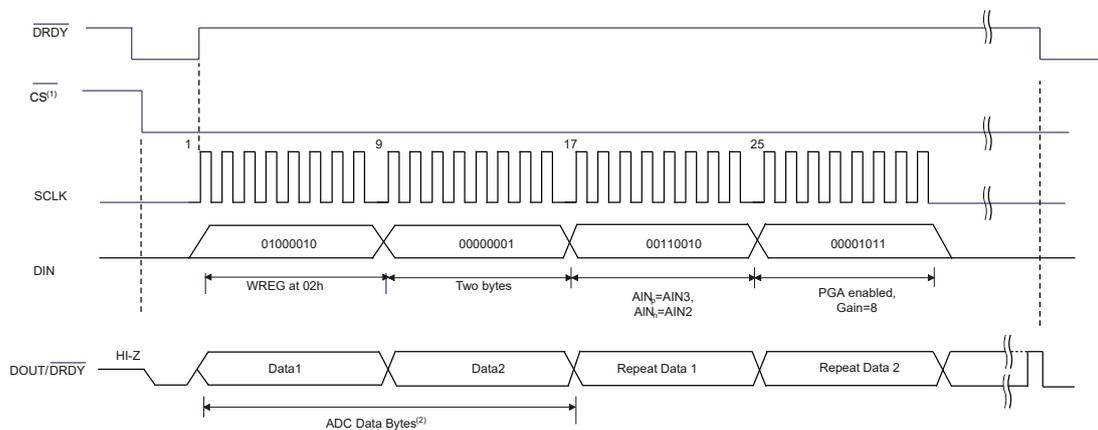 DRDY
CS(1)
1 9 17 25
SCLK
01000010 00000001 00110010 00001011
DIN
WREG at 02h Two bytes AINp=AIN3, PGA enabled,
AINn=AIN2 Gain=8
HI-Z
DOUT/DRDY Data1 Data2 Repeat Data 1 Repeat Data 2
ADC Data Bytes(2)